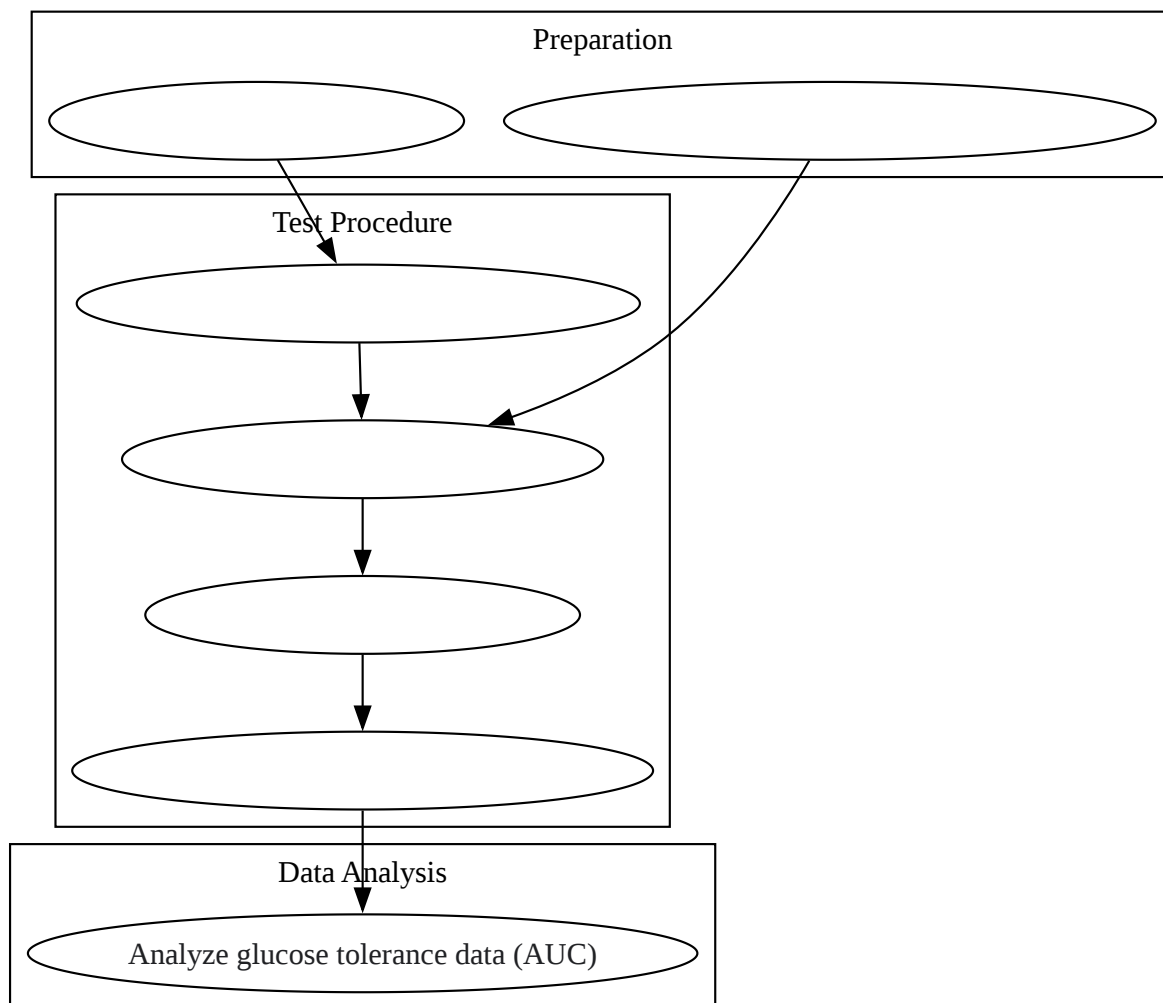 Preparation
Test Procedure
Data Analysis
Analyze glucose tolerance data (AUC)